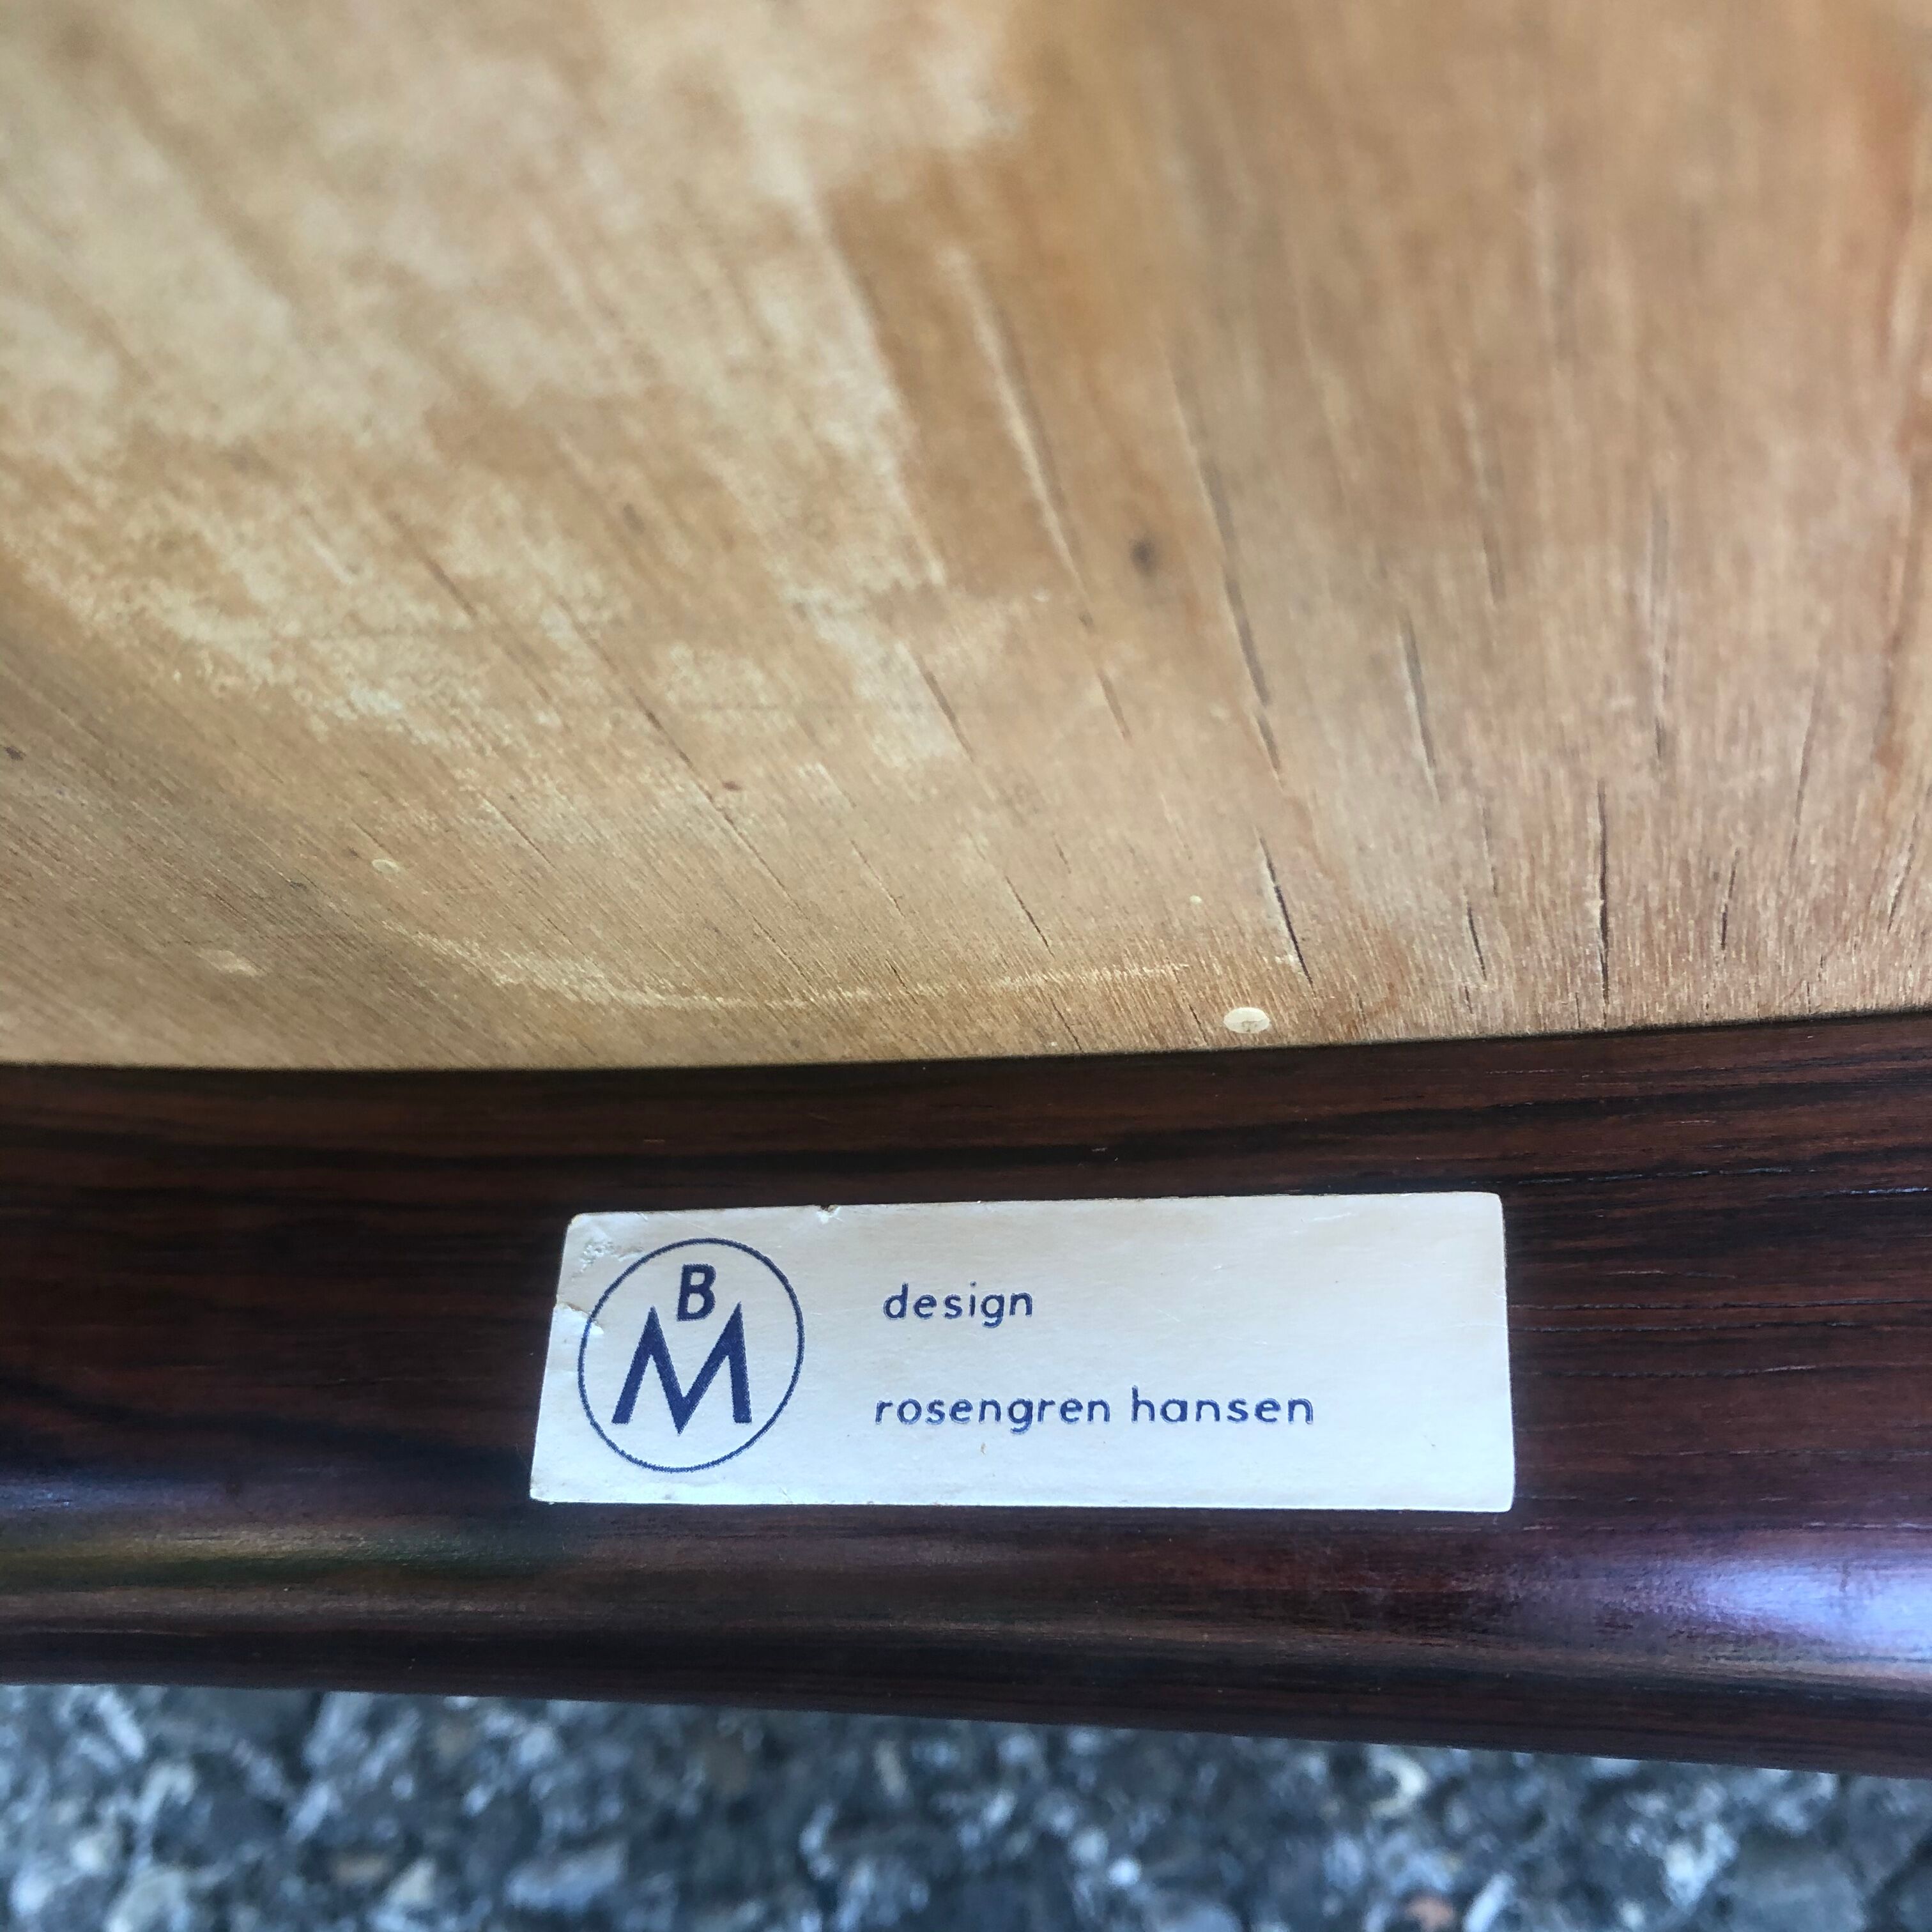 B
M
design
rosengren hansen